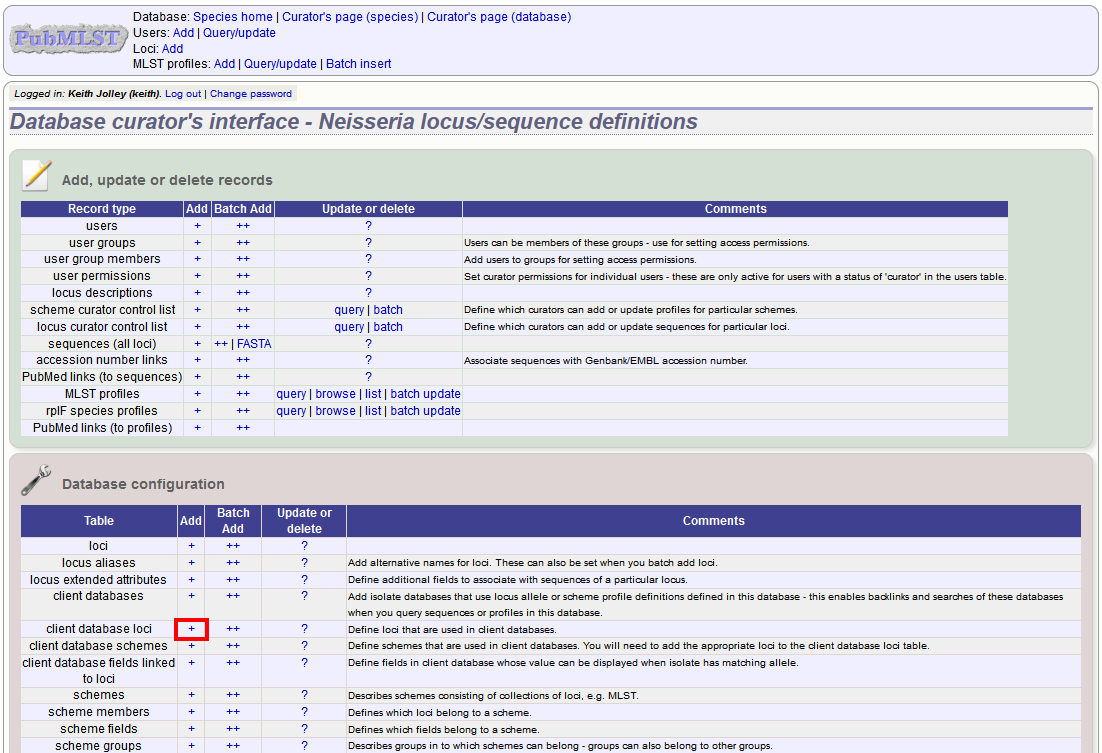 PubMLST
Database: Species home | Curator's page (species) | Curator's page (database)
Users: Add | Query/update
Loci: Add
MLST profiles: Add | Query/update | Batch insert
Logged in: Keith Jolley (keith). Log out | Change password
Database curator's interface - Neisseria locus/sequence definitions
Add, update or delete records
Record type Add Batch Add Update or delete Comments
users + ++ ?
user groups + ++ ? Users can be members of these groups - use for setting access permissions.
user group members + ++ ? Add users to groups for setting access permissions.
user permissions + ++ ? Set curator permissions for individual users - these are only active for users with a status of 'curator' in the users table.
locus descriptions + ++ ?
scheme curator control list + ++ query | batch Define which curators can add or update profiles for particular schemes.
locus curator control list + ++ query | batch Define which curators can add or update sequences for particular loci.
sequences (all loci) + ++ | FASTA ?
accession number links + ++ ? Associate sequences with Genbank/EMBL accession number.
PubMed links (to sequences) + ++ ?
MLST profiles + ++ query | browse | list | batch update
rplF species profiles + ++ query | browse | list | batch update
PubMed links (to profiles) + ++
Database configuration
Table Add Batch Add Update or delete Comments
loci + ++ ?
locus aliases + ++ ? Add alternative names for loci. These can also be set when you batch add loci.
locus extended attributes + ++ ? Define additional fields to associate with sequences of a particular locus.
client databases + ++ ? Add isolate databases that use locus allele or scheme profile definitions defined in this database - this enables backlinks and searches of these databases
when you query sequences or profiles in this database.
client database loci + ++ ? Define loci that are used in client databases.
client database schemes + ++ ? Define schemes that are used in client databases. You will need to add the appropriate loci to the client database loci table.
client database fields linked + ++ ? Define fields in client database whose value can be displayed when isolate has matching allele.
to loci
schemes + ++ ? Describes schemes consisting of collections of loci, e.g. MLST.
scheme members + ++ ? Defines which loci belong to a scheme.
scheme fields + ++ ? Defines which fields belong to a scheme.
scheme groups + ++ ? Describes groups in to which schemes can belong - groups can also belong to other groups.